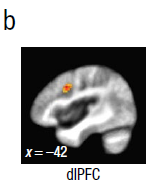 b
x = –42
dlPFC